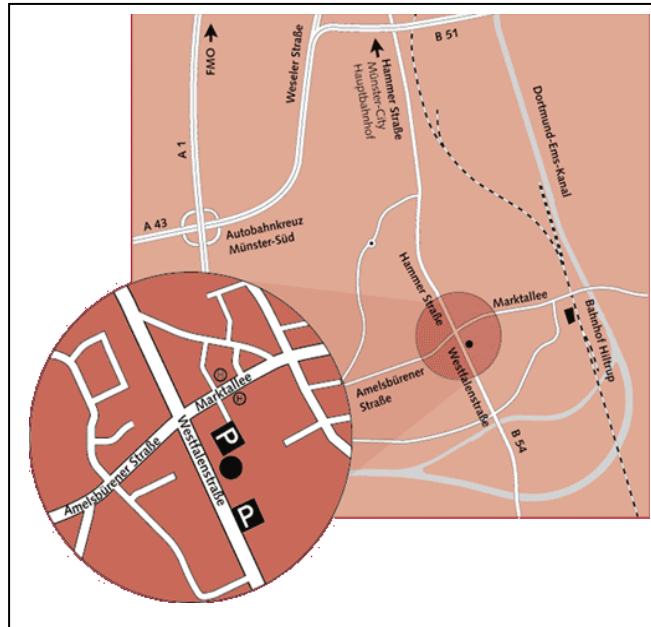 FMO
A 1
Weseler Straße
B 51
Hammer Straße
Münster-City
Hauptbahnhof
Dortmund-Ems-Kanal
A 43
Autobahnkreuz
Münster-Süd
Hammer Straße
Marktallee
Bahnhof Hiltrup
Amelsbürener
Straße
Westfalenstraße
B 54
H
H
Marktallee
Westfalenstraße
Amelsbürener Straße
P
P